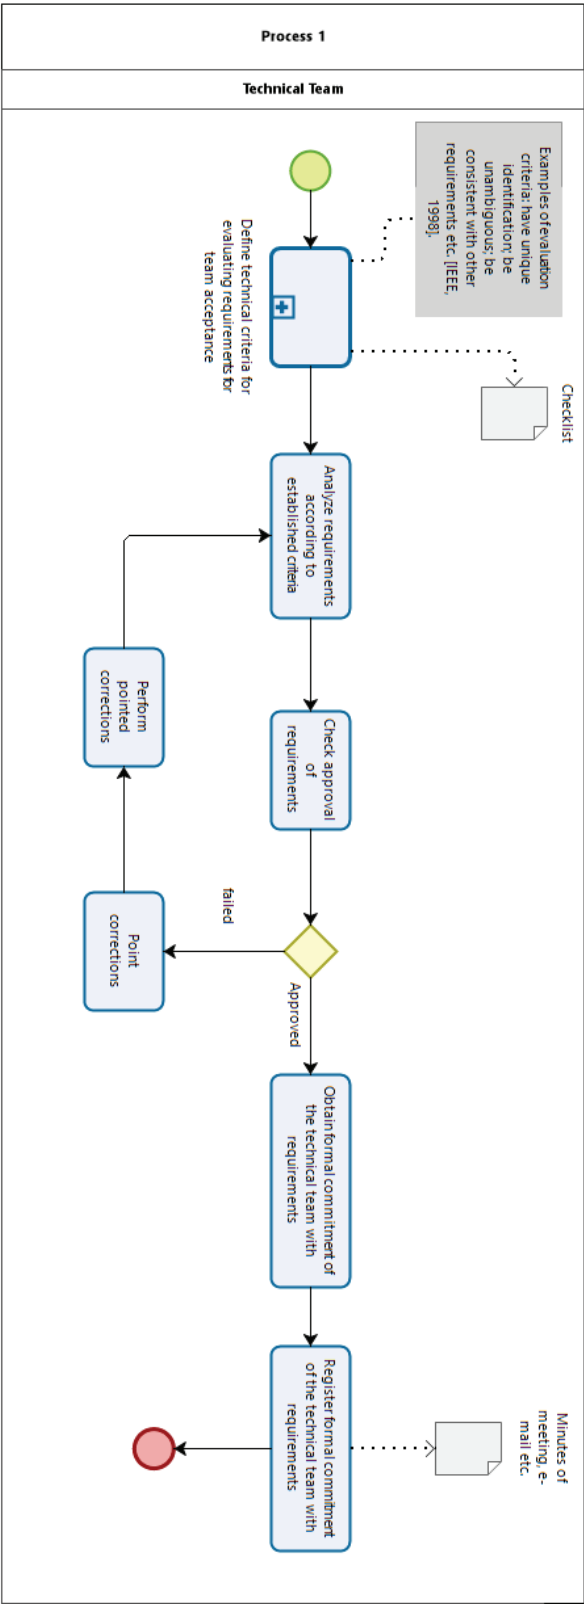 Process 1
Technical Team
Examples of evaluation
criteria: have unique
identification; be
unambiguous; be
consistent with other
requirements etc. [IEEE,
1998].
Checklist
Define technical criteria for
evaluating requirements for
team acceptance
Analyze requirements
according to
established criteria
Perform
pointed
corrections
Check approval
of
requirements
failed
Point
corrections
Approved
Obtain formal commitment of
the technical team with
requirements
Register formal commitment
of the technical team with
requirements
Minutes of
meeting, e-
mail etc.